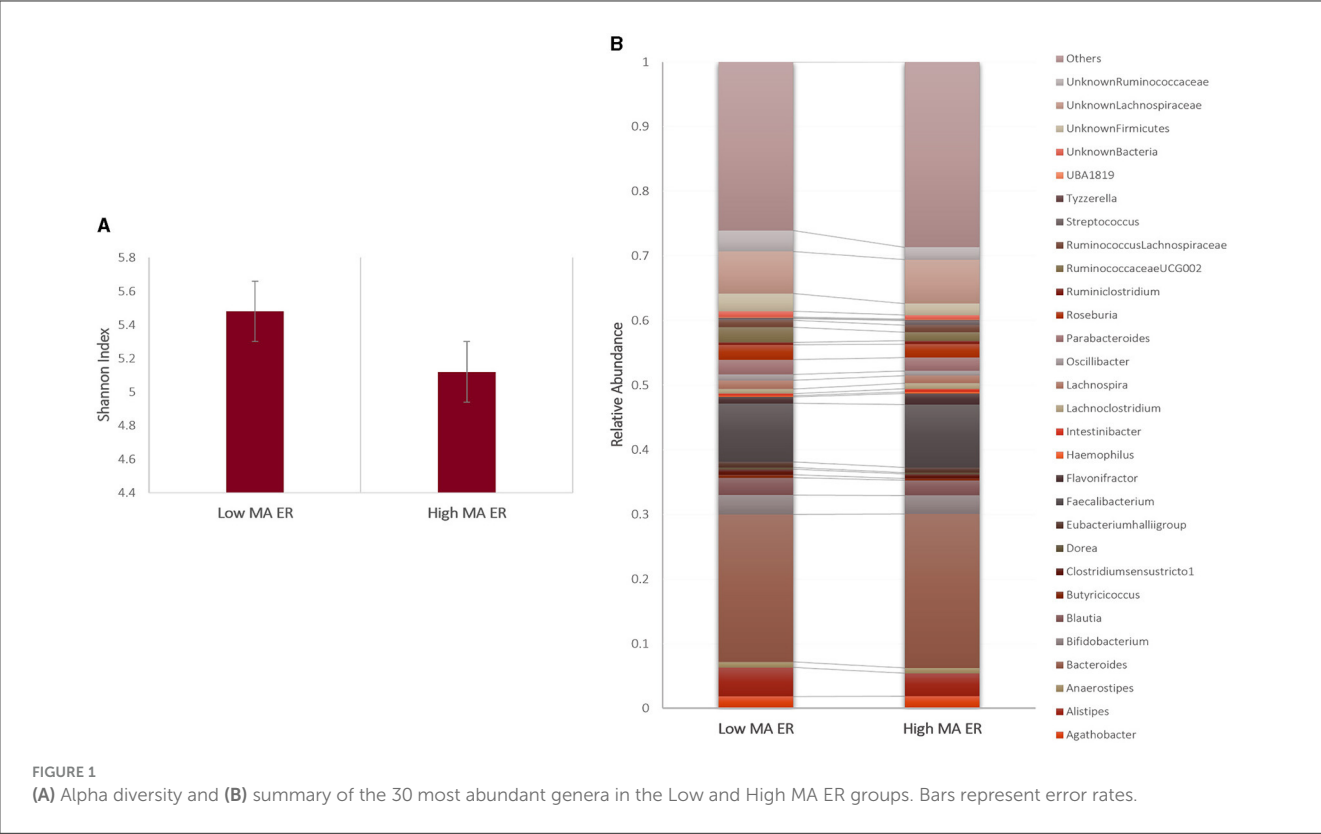 A
5.8
5.6
5.4
5.2
5
4.8
4.6
4.4
Shannon Index
Low MA ER
High MA ER
B
1
0.9
0.8
0.7
0.6
0.5
0.4
0.3
0.2
0.1
0
Relative Abundance
Low MA ER
High MA ER
Others
UnknownRuminococcaceae
UnknownLachnospiraceae
UnknownFirmicutes
UnknownBacteria
UBA1819
Tyzzerella
Streptococcus
RuminococcusLachnospiraceae
RuminococcaceaeUCG002
Ruminiclostridium
Roseburia
Parabacteroides
Oscillibacter
Lachnospira
Lachnoclostridium
Intestinibacter
Haemophilus
Flavonifractor
Faecalibacterium
Eubacteriumhalliigroup
Dorea
Clostridiumsensustricto1
Butyricicoccus
Blautia
Bifidobacterium
Bacteroides
Anaerostipes
Alistipes
Agathobacter
FIGURE 1
(A) Alpha diversity and (B) summary of the 30 most abundant genera in the Low and High MA ER groups. Bars represent error rates.